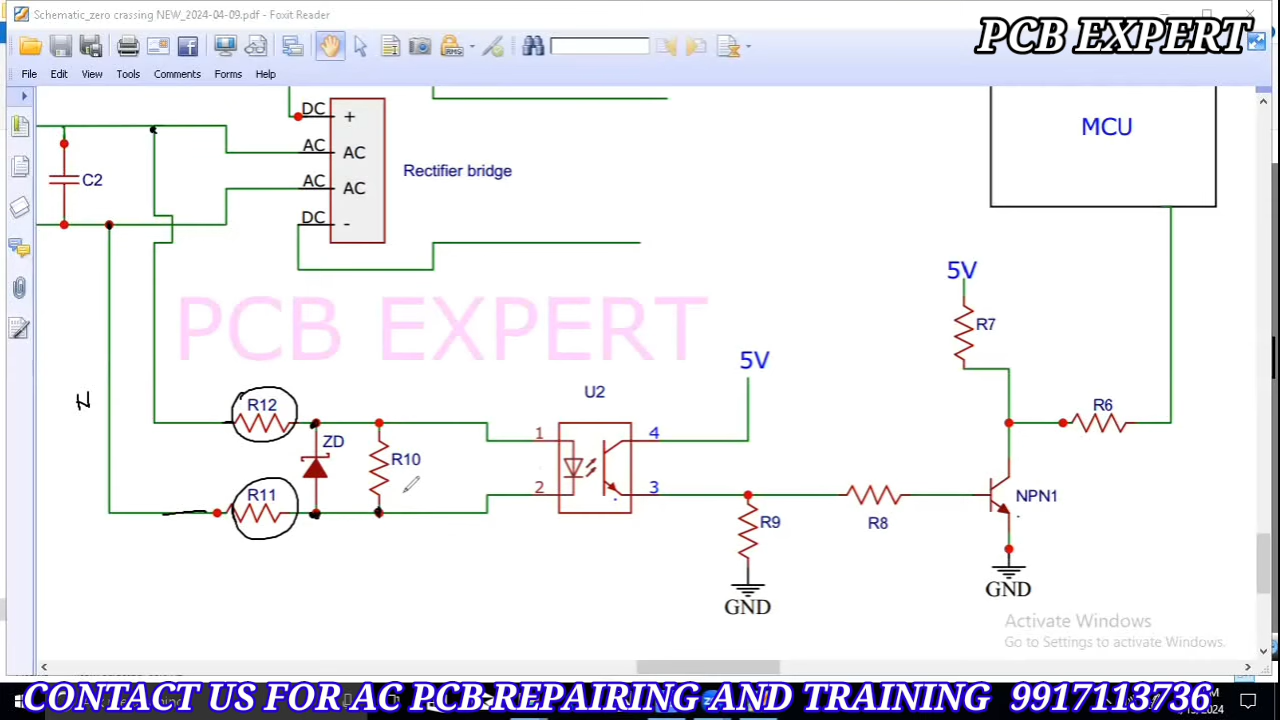 Schematic_zero crassing NEW_2024-04-09.pdf - Foxit Reader
PCB EXPERT
File Edit View Tools Comments Forms Help
DC +
AC AC
AC AC
DC -
Rectifier bridge
C2
MCU
PCB EXPERT
5V
R7
5V
U2
R12
R6
ZD
R10
1
4
R11
2
3
NPN1
R9
R8
GND
GND
Activate Windows
Go to Settings to activate Windows.
CONTACT US FOR AC PCB REPAIRING AND TRAINING 9917113736